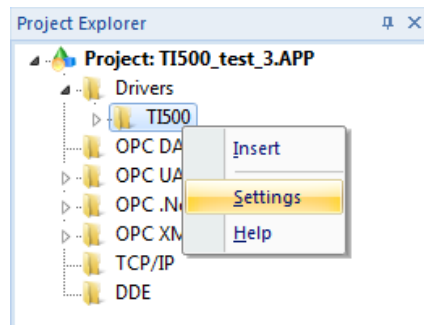 Project Explorer
Project: TI500_test_3.APP
Drivers
TI500
Insert
OPC DA
OPC UA
Settings
OPC .Ne
OPC XM
Help
TCP/IP
DDE